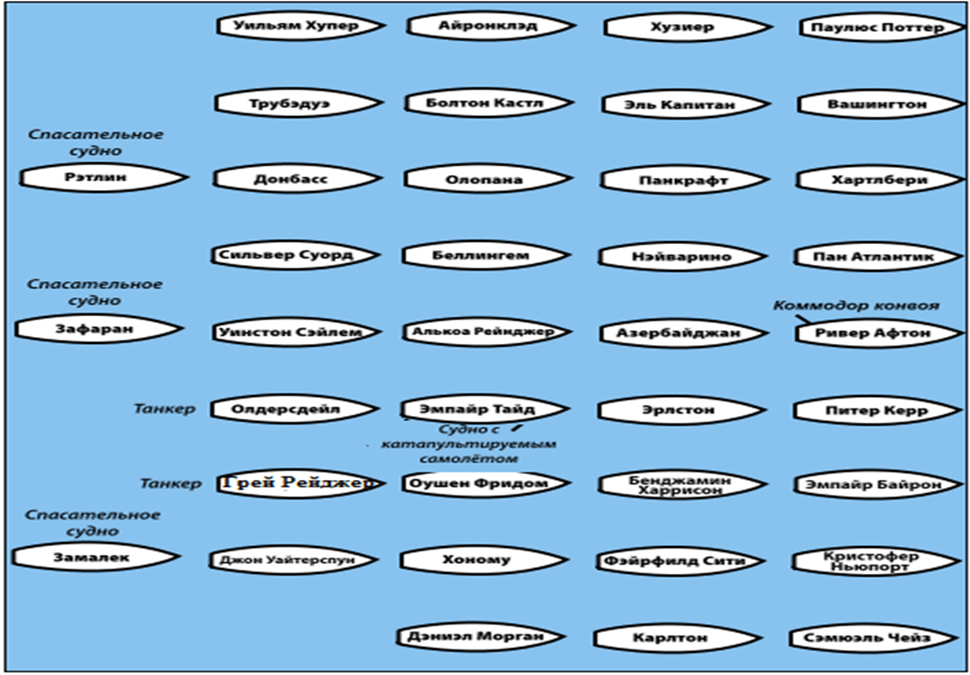 Уильям Хупер Айронклэд Хузиер Паулюс Поттер
Трубэдуэ Болтон Кастл Эль Капитан Вашингтон
Спасательное
судно
Рэтлин Донбасс Олопана Панкрафт Хартлбери
Сильвер Суорд Беллингем Нэйварино Пан Атлантик
Спасательное
судно
Коммодор конвоя
Зафаран Уинстон Сэйлем Алькоа Рейнджер Азербайджан Ривер Афтон
Танкер Олдерсдейл Эмпайр Тайд Эрлстон Питер Керр
Судно с
катапультируемым
самолётом
Танкер Грей Рейджер Оушен Фридом Бенджамин
Харрисон Эмпайр Байрон
Спасательное
судно
Замалек Джон Уайтерспун Хоному Фэйрфилд Сити Кристофер
Ньюпорт
Дэниэл Морган Карлтон Сэмюэль Чейз